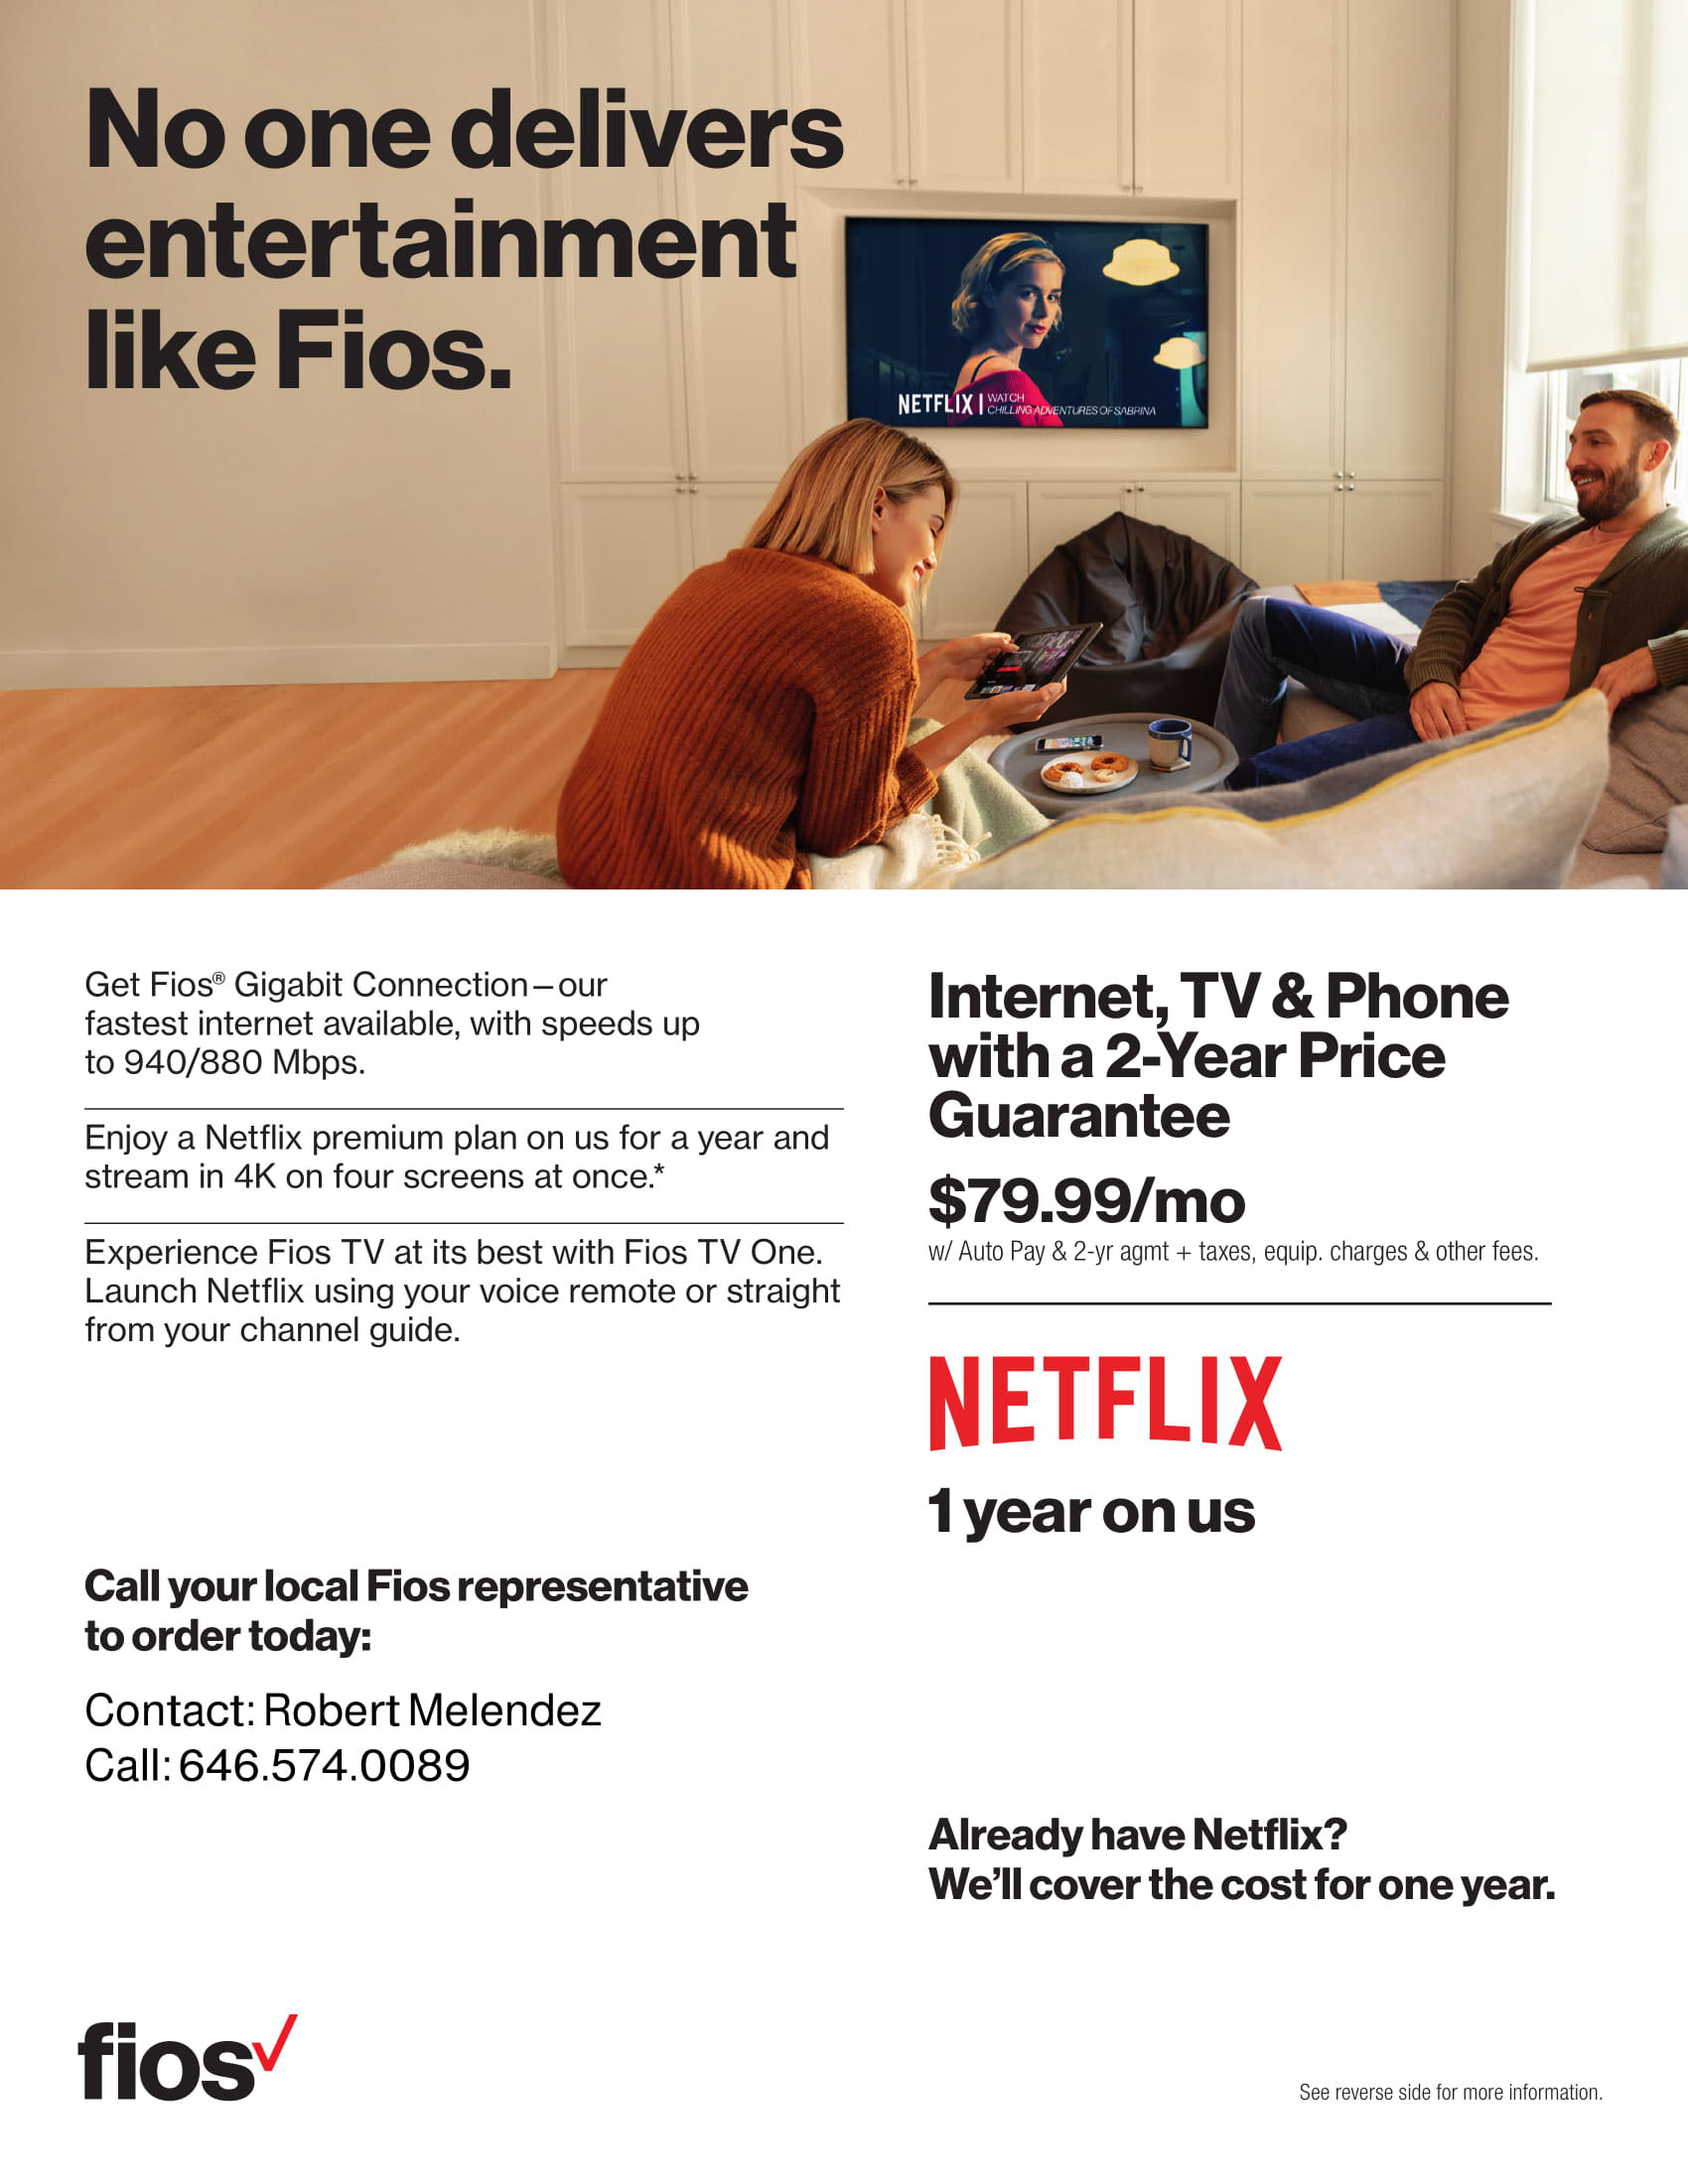 No one delivers
entertainment
like Fios.
NETFLIX | WATCH
CHILLING ADVENTURES OF SABRINA
Get Fios® Gigabit Connection—our
fastest internet available, with speeds up
to 940/880 Mbps.
Enjoy a Netflix premium plan on us for a year and
stream in 4K on four screens at once.*
Experience Fios TV at its best with Fios TV One.
Launch Netflix using your voice remote or straight
from your channel guide.
Call your local Fios representative
to order today:
Contact: Robert Melendez
Call: 646.574.0089
Internet, TV & Phone
with a 2-Year Price
Guarantee
$79.99/mo
w/ Auto Pay & 2-yr agmt + taxes, equip. charges & other fees.
NETFLIX
1 year on us
Already have Netflix?
We'll cover the cost for one year.
fios
See reverse side for more information.